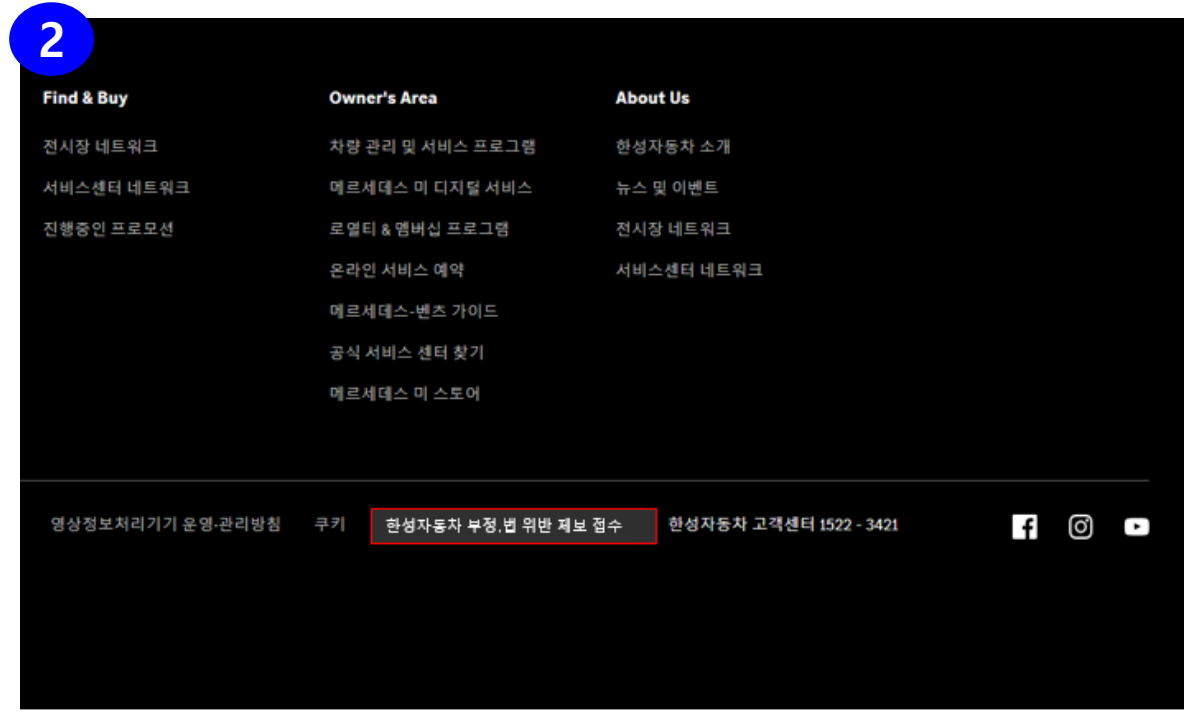 2
Find & Buy
전시장 네트워크
서비스센터 네트워크
진행중인 프로모션
Owner's Area
차량 관리 및 서비스 프로그램
메르세데스 미 디지털 서비스
로열티 & 멤버십 프로그램
온라인 서비스 예약
메르세데스-벤츠 가이드
공식 서비스 센터 찾기
메르세데스 미 스토어
About Us
한성자동차 소개
뉴스 및 이벤트
전시장 네트워크
서비스센터 네트워크
영상정보처리기기 운영·관리방침 쿠키 한성자동차 부정,법 위반 제보 접수 한성자동차 고객센터 1522 - 3421